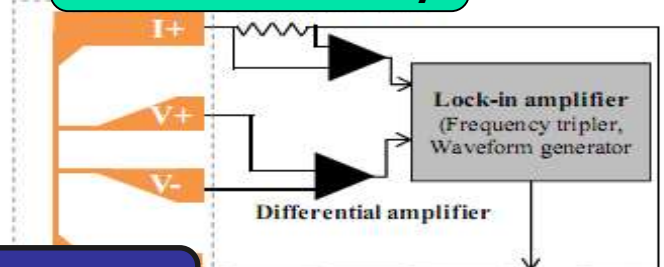 I+
V+
V-
Lock-in amplifier
(Frequency tripler,
Waveform generator
Differential amplifier